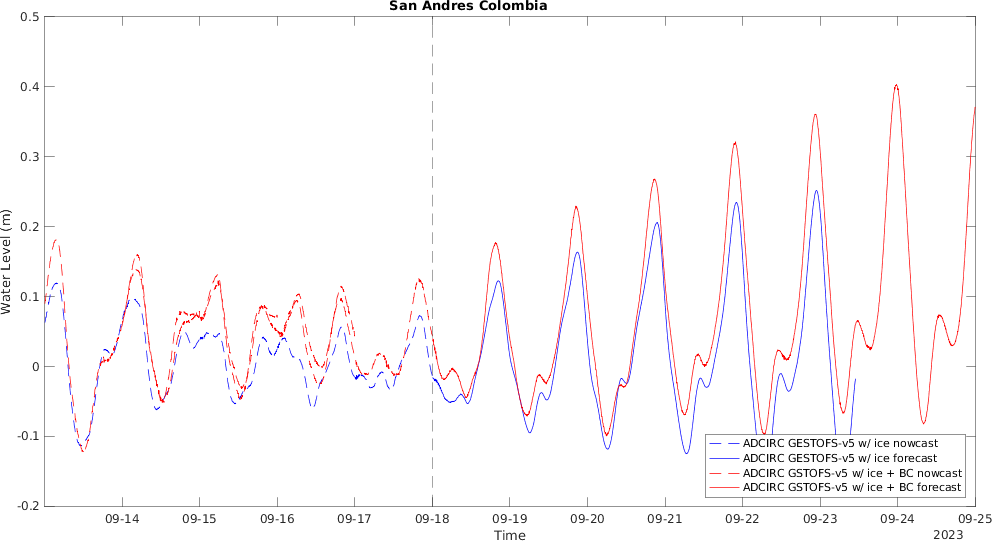 San Andres Colombia
Water Level (m)
0.5
0.4
0.3
0.2
0.1
0
-0.1
-0.2
ADCIRC GESTOFS-v5 w/ ice nowcast
ADCIRC GESTOFS-v5 w/ ice forecast
ADCIRC GSTOFS-v5 w/ ice + BC nowcast
ADCIRC GSTOFS-v5 w/ ice + BC forecast
09-14 09-15 09-16 09-17 09-18 09-19 09-20 09-21 09-22 09-23 09-24 09-25
Time
2023